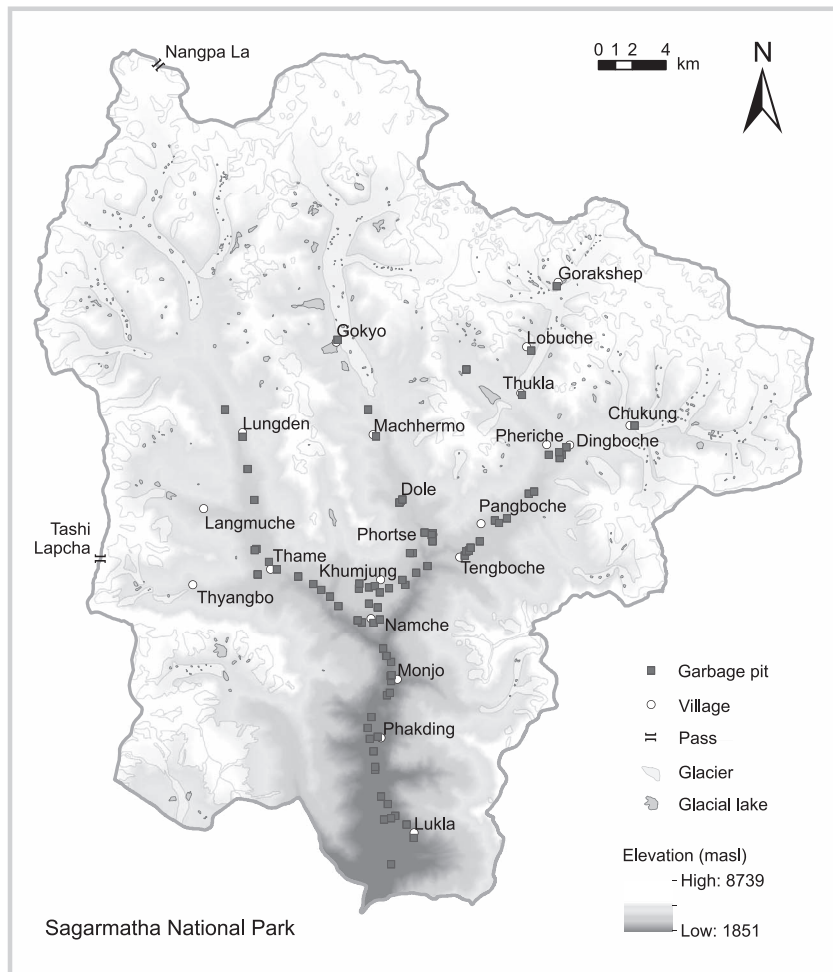 Nangpa La
0 1 2 4
km
N
Gorakshep
Gokyo
Lobuche
Thukla
Chukung
Lungden
Machhermo
Pheriche
Dingboche
Dole
Pangboche
Langmuche
Phortse
Tashi
Lapcha
Thame
Khumjung
Tengboche
Thyangbo
Namche
Monjo
Garbage pit
Village
Phakding
Pass
Glacier
Glacial lake
Lukla
Elevation (masl)
High: 8739
Low: 1851
Sagarmatha National Park